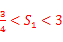 3/4 < S₁ < 3